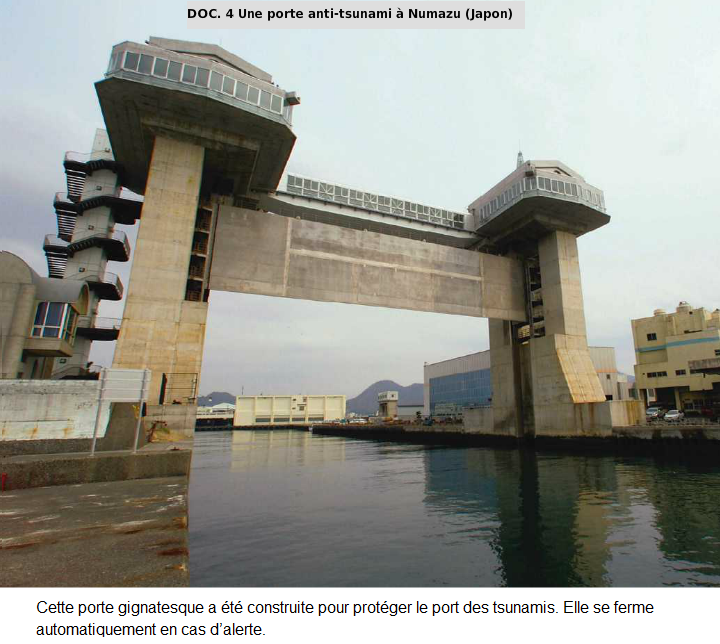 DOC. 4 Une porte anti-tsunami à Numazu (Japon)
Cette porte gignatesque a été construite pour protéger le port des tsunamis. Elle se ferme
automatiquement en cas d'alerte.